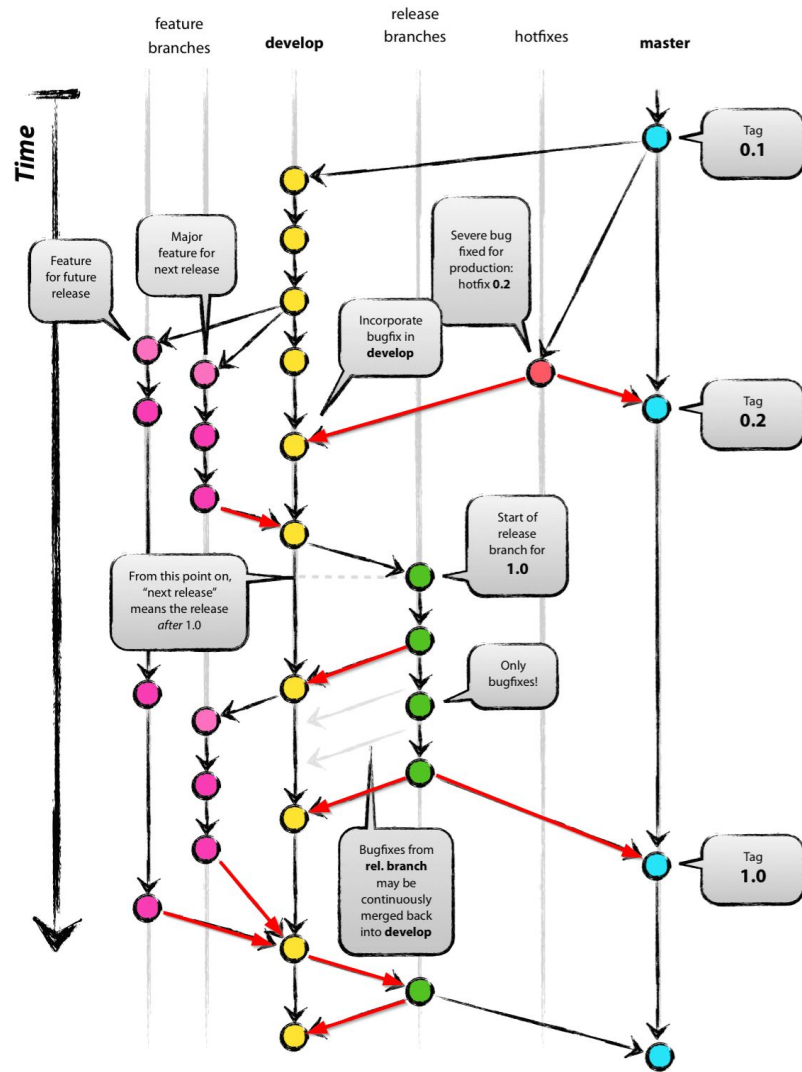 feature
branches
develop
release
branches
hotfixes
master
Time
Tag
0.1
Feature
for future
release
Major
feature for
next release
Severe bug
fixed for
production:
hotfix 0.2
Incorporate
bugfix in
develop
Tag
0.2
Start of
release
branch for
1.0
From this point on,
“next release”
means the release
after 1.0
Only
bugfixes!
Bugfixes from
rel. branch
may be
continuously
merged back
into develop
Tag
1.0